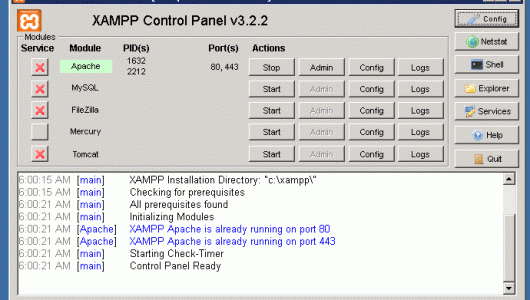 XAMPP Control Panel v3.2.2
Modules
Service Module PID(s) Port(s) Actions
Apache 1632 2212 80, 443 Stop Admin Config Logs
MySQL Start Admin Config Logs
FileZilla Start Admin Config Logs
Mercury Start Admin Config Logs
Tomcat Start Admin Config Logs
Config
Netstat
Shell
Explorer
Services
Help
Quit
6:00:15 AM [main] XAMPP Installation Directory: "c:\xampp\"
6:00:15 AM [main] Checking for prerequisites
6:00:21 AM [main] All prerequisites found
6:00:21 AM [main] Initializing Modules
6:00:21 AM [Apache] XAMPP Apache is already running on port 80
6:00:21 AM [Apache] XAMPP Apache is already running on port 443
6:00:21 AM [main] Starting Check-Timer
6:00:21 AM [main] Control Panel Ready